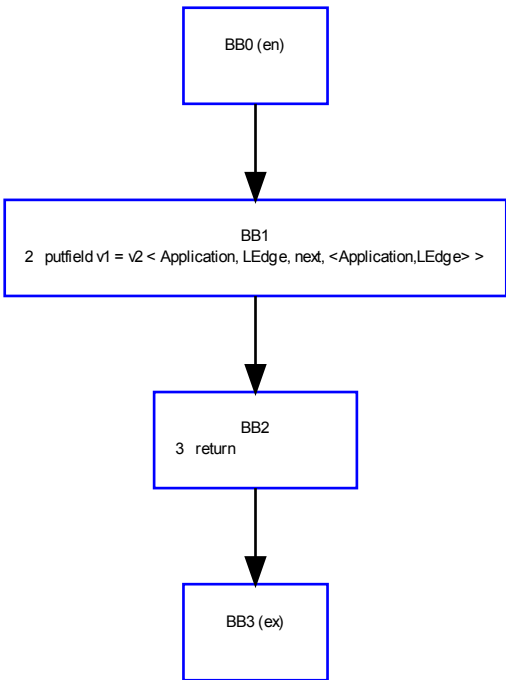 BB0 (en)
BB1
2 putfield v1 = v2 < Application, LEdge, next, <Application,LEdge> >
BB2
3 return
BB3 (ex)